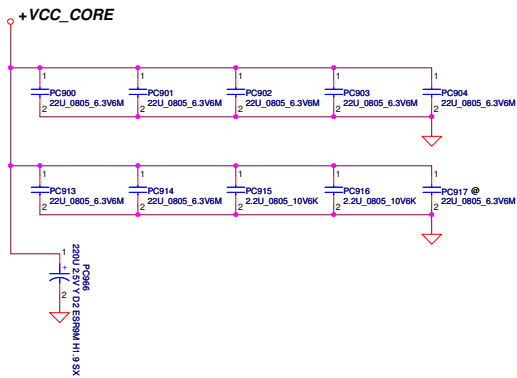 +VCC_CORE
1 1 1 1 1
PC900 PC901 PC902 PC903 PC904
22U_0805_6.3V6M 22U_0805_6.3V6M 22U_0805_6.3V6M 22U_0805_6.3V6M 22U_0805_6.3V6M
2 2 2 2 2
1 1 1 1 1
PC913 PC914 PC915 PC916 PC917 @
22U_0805_6.3V6M 22U_0805_6.3V6M 2.2U_0805_10V6K 2.2U_0805_10V6K 22U_0805_6.3V6M
2 2 2 2 2
1
+
2
PC966
220U 2.5V Y D2 ESR9M H1.9 SX